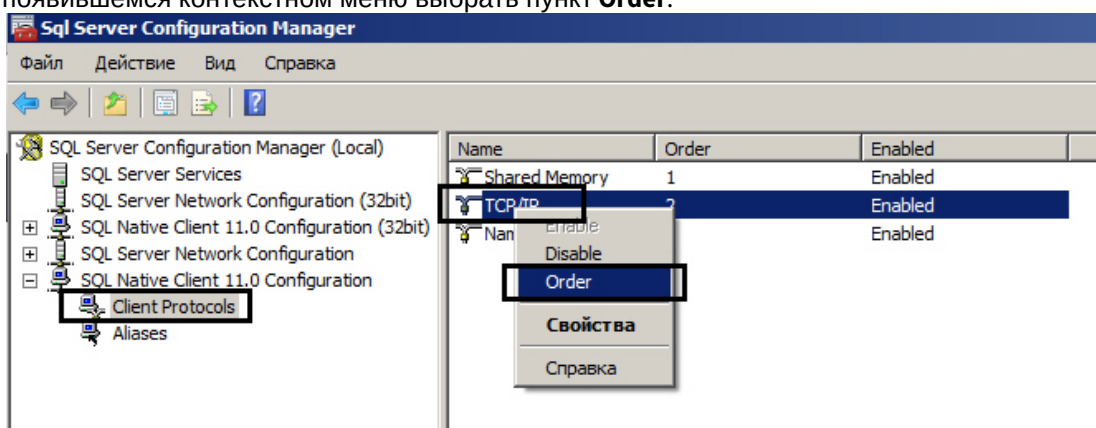 появившемся контекстном меню выбрать пункт Order.
Sql Server Configuration Manager
Файл Действие Вид Справка
SQL Server Configuration Manager (Local)
SQL Server Services
SQL Server Network Configuration (32bit)
SQL Native Client 11.0 Configuration (32bit)
SQL Server Network Configuration
SQL Native Client 11.0 Configuration
Client Protocols
Aliases
Name Order Enabled
Shared Memory 1 Enabled
TCP/IP 2 Enabled
Nam Enabled
Enable
Disable
Order
Свойства
Справка